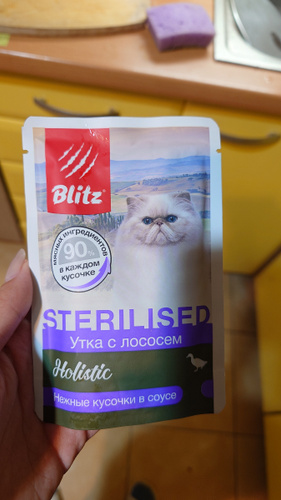 Blitz
90%
мясных ингредиентов
в каждом
кусочке
STERILISED
Утка с лососем
Holistic
Нежные кусочки в соусе